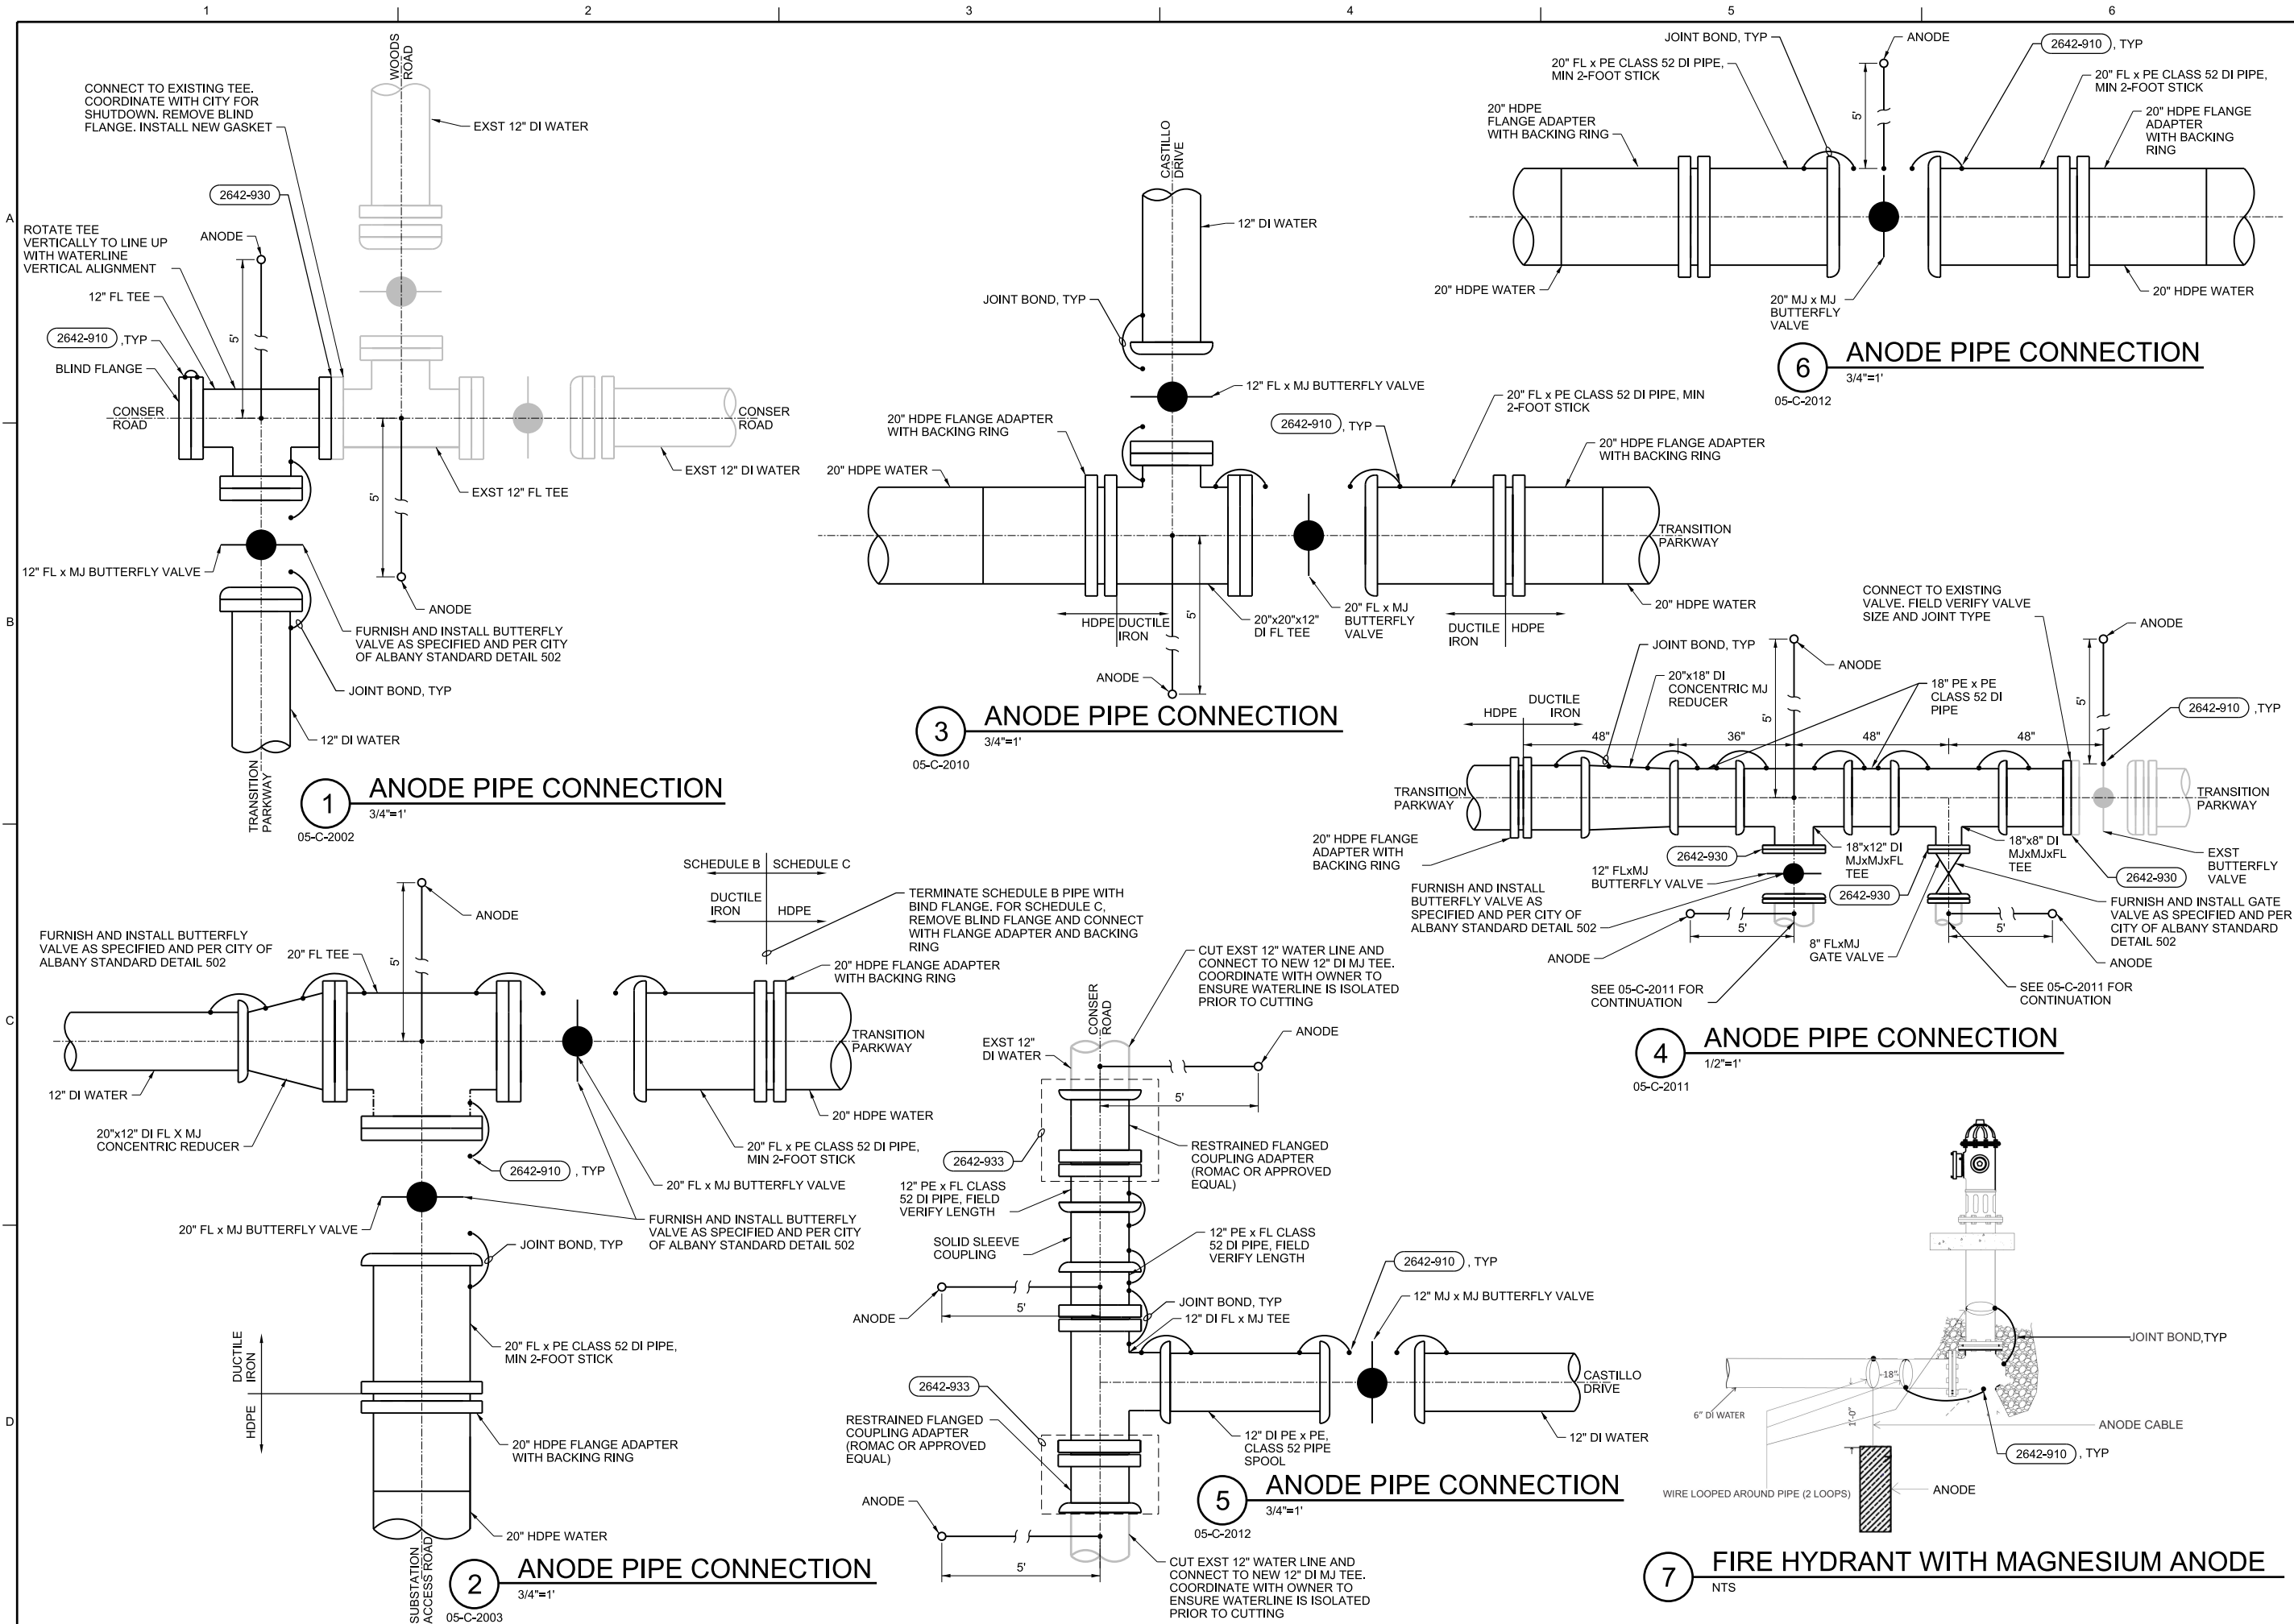 1
2
3
4
5
6
A
B
C
D
CONNECT TO EXISTING TEE.
COORDINATE WITH CITY FOR
SHUTDOWN. REMOVE BLIND
FLANGE. INSTALL NEW GASKET
WOODS
ROAD
EXST 12" DI WATER
2642-930
ROTATE TEE
VERTICALLY TO LINE UP
WITH WATERLINE
VERTICAL ALIGNMENT
ANODE
12" FL TEE
5'
2642-910 ,TYP
BLIND FLANGE
CONSER
ROAD
CONSER
ROAD
EXST 12" DI WATER
EXST 12" FL TEE
5'
12" FL x MJ BUTTERFLY VALVE
ANODE
FURNISH AND INSTALL BUTTERFLY
VALVE AS SPECIFIED AND PER CITY
OF ALBANY STANDARD DETAIL 502
JOINT BOND, TYP
12" DI WATER
TRANSITION
PARKWAY
1
ANODE PIPE CONNECTION
3/4"=1'
05-C-2002
SCHEDULE B
SCHEDULE C
DUCTILE
IRON
HDPE
TERMINATE SCHEDULE B PIPE WITH
BIND FLANGE. FOR SCHEDULE C,
REMOVE BLIND FLANGE AND CONNECT
WITH FLANGE ADAPTER AND BACKING
RING
ANODE
FURNISH AND INSTALL BUTTERFLY
VALVE AS SPECIFIED AND PER CITY OF
ALBANY STANDARD DETAIL 502
20" FL TEE
5'
20" HDPE FLANGE ADAPTER
WITH BACKING RING
TRANSITION
PARKWAY
12" DI WATER
20" HDPE WATER
20"x12" DI FL X MJ
CONCENTRIC REDUCER
20" FL x PE CLASS 52 DI PIPE,
MIN 2-FOOT STICK
2642-910 , TYP
20" FL x MJ BUTTERFLY VALVE
20" FL x MJ BUTTERFLY VALVE
FURNISH AND INSTALL BUTTERFLY
VALVE AS SPECIFIED AND PER CITY
OF ALBANY STANDARD DETAIL 502
JOINT BOND, TYP
20" FL x PE CLASS 52 DI PIPE,
MIN 2-FOOT STICK
DUCTILE
IRON
HDPE
20" HDPE FLANGE ADAPTER
WITH BACKING RING
20" HDPE WATER
SUBSTATION
ACCESS ROAD
2
ANODE PIPE CONNECTION
3/4"=1'
05-C-2003
CASTILLO
DRIVE
12" DI WATER
JOINT BOND, TYP
12" FL x MJ BUTTERFLY VALVE
20" HDPE FLANGE ADAPTER
WITH BACKING RING
2642-910 , TYP
20" FL x PE CLASS 52 DI PIPE, MIN
2-FOOT STICK
20" HDPE WATER
20" HDPE FLANGE ADAPTER
WITH BACKING RING
TRANSITION
PARKWAY
HDPE
DUCTILE
IRON
5'
20"x20"x12"
DI FL TEE
20" FL x MJ
BUTTERFLY
VALVE
DUCTILE
IRON
HDPE
20" HDPE WATER
ANODE
3
ANODE PIPE CONNECTION
3/4"=1'
05-C-2010
CONNECT TO EXISTING
VALVE. FIELD VERIFY VALVE
SIZE AND JOINT TYPE
ANODE
JOINT BOND, TYP
ANODE
20"x18" DI
CONCENTRIC MJ
REDUCER
18" PE x PE
CLASS 52 DI
PIPE
HDPE
DUCTILE
IRON
5'
5'
2642-910 ,TYP
48"
36"
48"
48"
TRANSITION
PARKWAY
TRANSITION
PARKWAY
20" HDPE FLANGE
ADAPTER WITH
BACKING RING
2642-930
18"x12" DI
MJxMJxFL
TEE
18"x8" DI
MJxMJxFL
TEE
EXST
BUTTERFLY
VALVE
12" FLxMJ
BUTTERFLY VALVE
2642-930
2642-930
FURNISH AND INSTALL
BUTTERFLY VALVE AS
SPECIFIED AND PER CITY OF
ALBANY STANDARD DETAIL 502
FURNISH AND INSTALL GATE
VALVE AS SPECIFIED AND PER
CITY OF ALBANY STANDARD
DETAIL 502
5'
5'
ANODE
8" FLxMJ
GATE VALVE
ANODE
SEE 05-C-2011 FOR
CONTINUATION
SEE 05-C-2011 FOR
CONTINUATION
4
ANODE PIPE CONNECTION
1/2"=1'
05-C-2011
CUT EXST 12" WATER LINE AND
CONNECT TO NEW 12" DI MJ TEE.
COORDINATE WITH OWNER TO
ENSURE WATERLINE IS ISOLATED
PRIOR TO CUTTING
CONSER
ROAD
EXST 12"
DI WATER
ANODE
5'
RESTRAINED FLANGED
COUPLING ADAPTER
(ROMAC OR APPROVED
EQUAL)
2642-933
12" PE x FL CLASS
52 DI PIPE, FIELD
VERIFY LENGTH
SOLID SLEEVE
COUPLING
12" PE x FL CLASS
52 DI PIPE, FIELD
VERIFY LENGTH
2642-910 , TYP
ANODE
5'
JOINT BOND, TYP
12" DI FL x MJ TEE
12" MJ x MJ BUTTERFLY VALVE
CASTILLO
DRIVE
2642-933
RESTRAINED FLANGED
COUPLING ADAPTER
(ROMAC OR APPROVED
EQUAL)
12" DI PE x PE,
CLASS 52 PIPE
SPOOL
12" DI WATER
ANODE
5'
CUT EXST 12" WATER LINE AND
CONNECT TO NEW 12" DI MJ TEE.
COORDINATE WITH OWNER TO
ENSURE WATERLINE IS ISOLATED
PRIOR TO CUTTING
5
ANODE PIPE CONNECTION
3/4"=1'
05-C-2012
JOINT BOND, TYP
ANODE
2642-910 , TYP
20" FL x PE CLASS 52 DI PIPE,
MIN 2-FOOT STICK
20" FL x PE CLASS 52 DI PIPE,
MIN 2-FOOT STICK
20" HDPE
FLANGE ADAPTER
WITH BACKING RING
5'
20" HDPE FLANGE
ADAPTER
WITH BACKING
RING
20" HDPE WATER
20" MJ x MJ
BUTTERFLY
VALVE
20" HDPE WATER
6
ANODE PIPE CONNECTION
3/4"=1'
05-C-2012
JOINT BOND,TYP
18"
6" DI WATER
1'-0"
ANODE CABLE
2642-910 , TYP
WIRE LOOPED AROUND PIPE (2 LOOPS)
ANODE
7
FIRE HYDRANT WITH MAGNESIUM ANODE
NTS